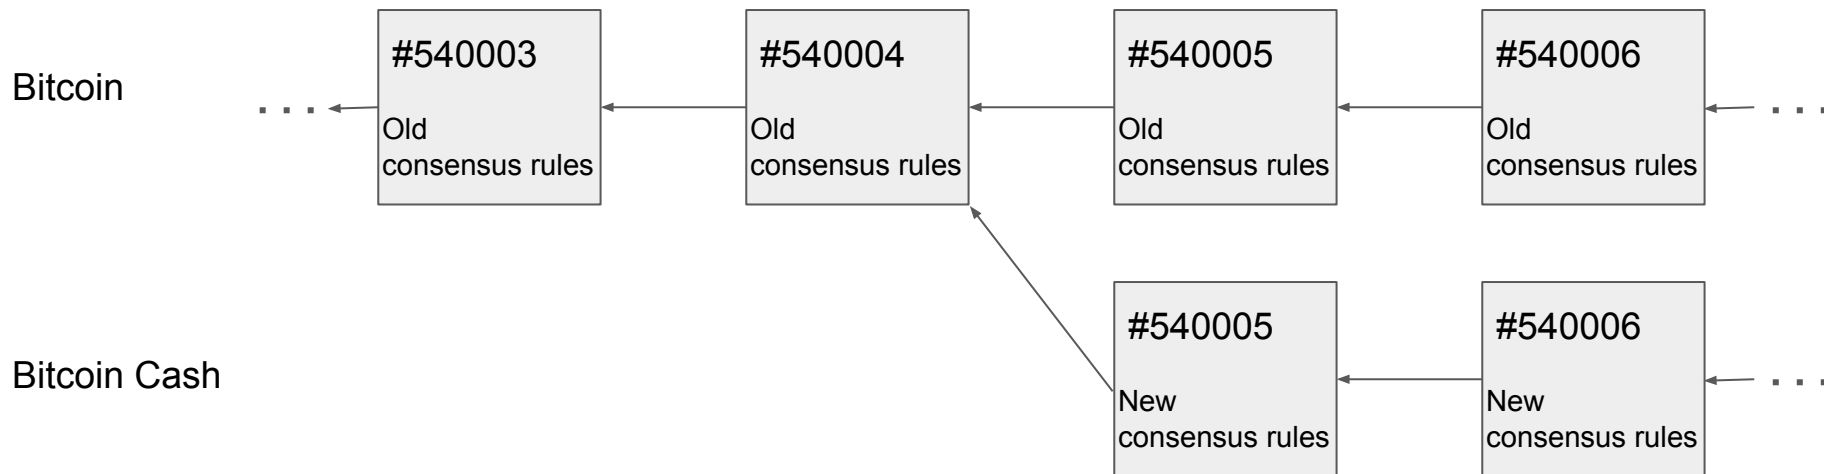 Bitcoin
. . .
#540003
Old
consensus rules
#540004
Old
consensus rules
#540005
Old
consensus rules
#540006
Old
consensus rules
. . .
Bitcoin Cash
#540005
New
consensus rules
#540006
New
consensus rules
. . .